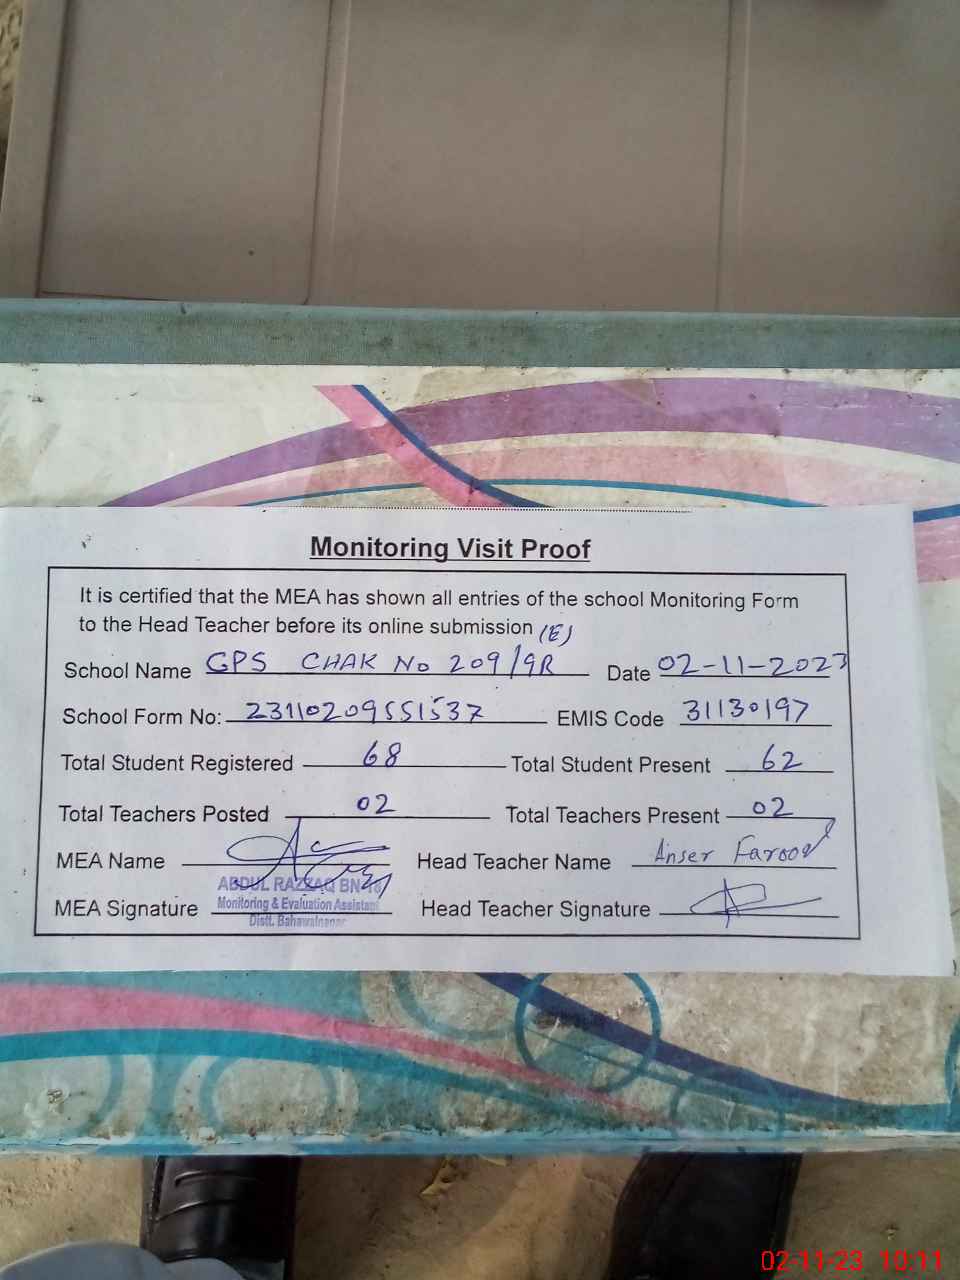 Monitoring Visit Proof
It is certified that the MEA has shown all entries of the school Monitoring Form
to the Head Teacher before its online submission (E)
School Name GPS CHAK No 209/9R Date 02-11-2023
School Form No: 23110209551537 EMIS Code 31130197
Total Student Registered 68 Total Student Present 62
Total Teachers Posted 02 Total Teachers Present 02
MEA Name Head Teacher Name Anser Farooq
ABDUL RAZZAQ BN-16
MEA Signature Monitoring & Evaluation Assistant Head Teacher Signature
Distt. Bahawalnagar
02-11-23 10:11